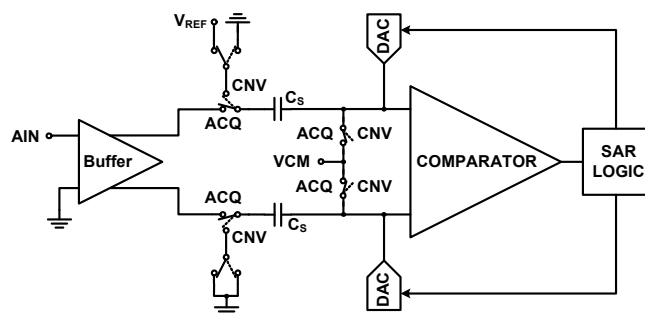 VREF
DAC
CNV
CS
ACQ
ACQ
CNV
AIN
Buffer
VCM
COMPARATOR
SAR
LOGIC
ACQ
ACQ
CNV
CNV
CS
DAC